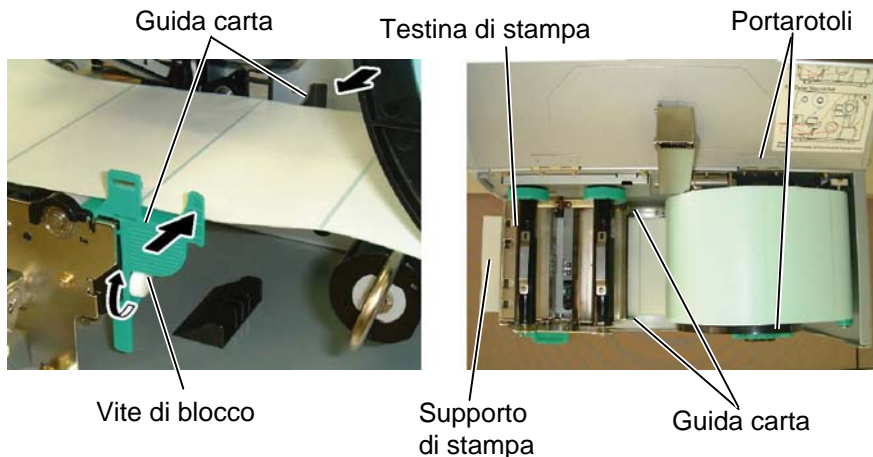 Guida carta
Testina di stampa
Portarotoli
Vite di blocco
Supporto
di stampa
Guida carta